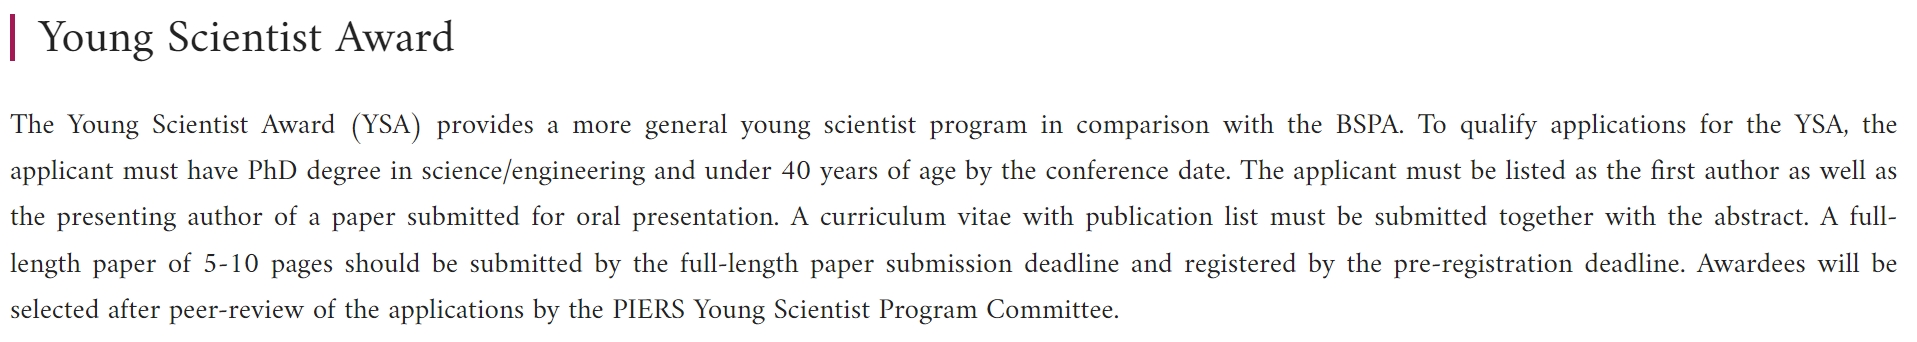 Young Scientist Award
The Young Scientist Award (YSA) provides a more general young scientist program in comparison with the BSPA. To qualify applications for the YSA, the
applicant must have PhD degree in science/engineering and under 40 years of age by the conference date. The applicant must be listed as the first author as well as
the presenting author of a paper submitted for oral presentation. A curriculum vitae with publication list must be submitted together with the abstract. A full-
length paper of 5-10 pages should be submitted by the full-length paper submission deadline and registered by the pre-registration deadline. Awardees will be
selected after peer-review of the applications by the PIERS Young Scientist Program Committee.